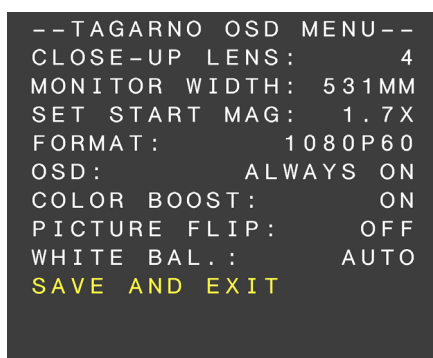 --TAGARNO OSD MENU--
CLOSE-UP LENS: 4
MONITOR WIDTH: 531MM
SET START MAG: 1.7X
FORMAT: 1080P60
OSD: ALWAYS ON
COLOR BOOST: ON
PICTURE FLIP: OFF
WHITE BAL.: AUTO
SAVE AND EXIT